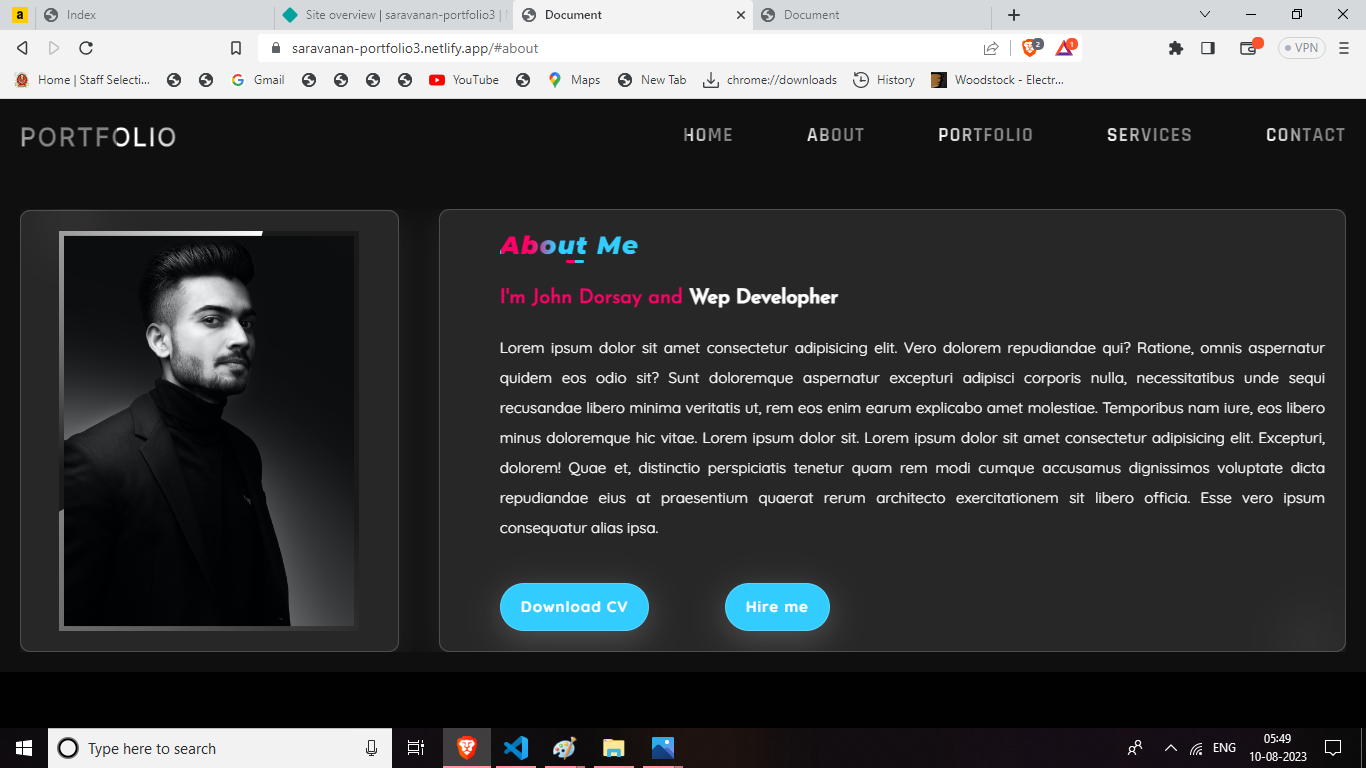 a
Index
Site overview | saravanan-portfolio3 |
Document
Document
saravanan-portfolio3.netlify.app/#about
2
1
VPN
Home | Staff Selecti...
Gmail
YouTube
Maps
New Tab
chrome://downloads
History
Woodstock - Electr...
PORTFOLIO
HOME
ABOUT
PORTFOLIO
SERVICES
CONTACT
About Me
I'm John Dorsay and Wep Developher
Lorem ipsum dolor sit amet consectetur adipisicing elit. Vero dolorem repudiandae qui? Ratione, omnis aspernatur
quidem eos odio sit? Sunt doloremque aspernatur excepturi adipisci corporis nulla, necessitatibus unde sequi
recusandae libero minima veritatis ut, rem eos enim earum explicabo amet molestiae. Temporibus nam iure, eos libero
minus doloremque hic vitae. Lorem ipsum dolor sit. Lorem ipsum dolor sit amet consectetur adipisicing elit. Excepturi,
dolorem! Quae et, distinctio perspiciatis tenetur quam rem modi cumque accusamus dignissimos voluptate dicta
repudiandae eius at praesentium quaerat rerum architecto exercitationem sit libero officia. Esse vero ipsum
consequatur alias ipsa.
Download CV
Hire me
Type here to search
ENG
05:49
10-08-2023